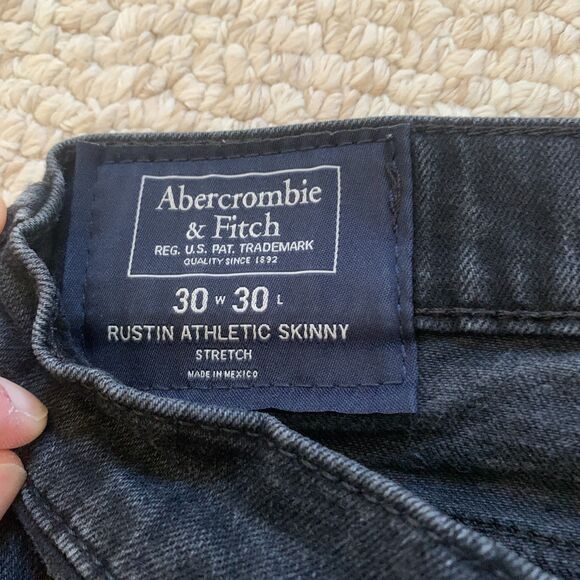 Abercrombie
& Fitch
REG. U.S. PAT. TRADEMARK
QUALITY SINCE 1892
30 W 30 L
RUSTIN ATHLETIC SKINNY
STRETCH
MADE IN MEXICO